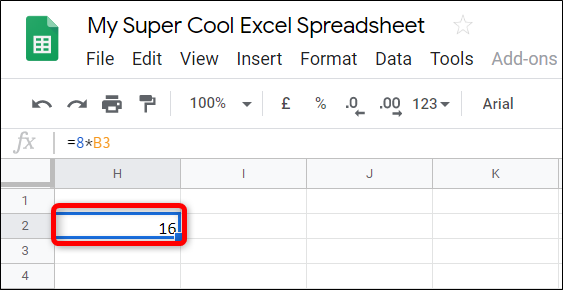 My Super Cool Excel Spreadsheet
File Edit View Insert Format Data Tools Add-ons
100% £ % .0 .00 123 Arial
fx =8*B3
H I J K
1
2 16
3
4